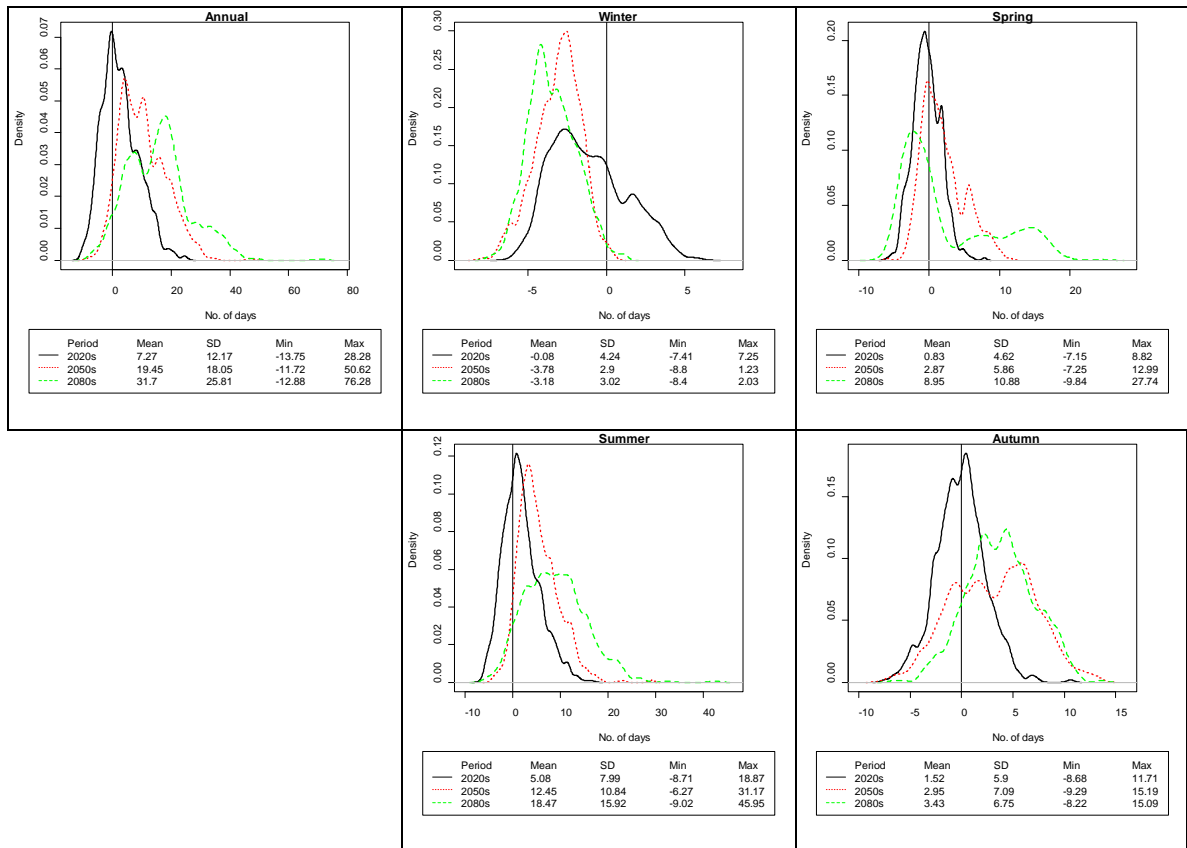 Annual
Density
0.00 0.01 0.02 0.03 0.04 0.05 0.06 0.07
0 20 40 60 80
No. of days
Period Mean SD Min Max
2020s 7.27 12.17 -13.75 28.28
2050s 19.45 18.05 -11.72 50.62
2080s 31.7 25.81 -12.88 76.28
Winter
Density
0.00 0.05 0.10 0.15 0.20 0.25 0.30
-5 0 5
No. of days
Period Mean SD Min Max
2020s -0.08 4.24 -7.41 7.25
2050s -3.78 2.9 -8.8 1.23
2080s -3.18 3.02 -8.4 2.03
Spring
Density
0.00 0.05 0.10 0.15 0.20
-10 0 10 20
No. of days
Period Mean SD Min Max
2020s 0.83 4.62 -7.15 8.82
2050s 2.87 5.86 -7.25 12.99
2080s 8.95 10.88 -9.84 27.74
Summer
Density
0.00 0.02 0.04 0.06 0.08 0.10 0.12
-10 0 10 20 30 40
No. of days
Period Mean SD Min Max
2020s 5.08 7.99 -8.71 18.87
2050s 12.45 10.84 -6.27 31.17
2080s 18.47 15.92 -9.02 45.95
Autumn
Density
0.00 0.05 0.10 0.15
-10 -5 0 5 10 15
No. of days
Period Mean SD Min Max
2020s 1.52 5.9 -8.68 11.71
2050s 2.95 7.09 -9.29 15.19
2080s 3.43 6.75 -8.22 15.09